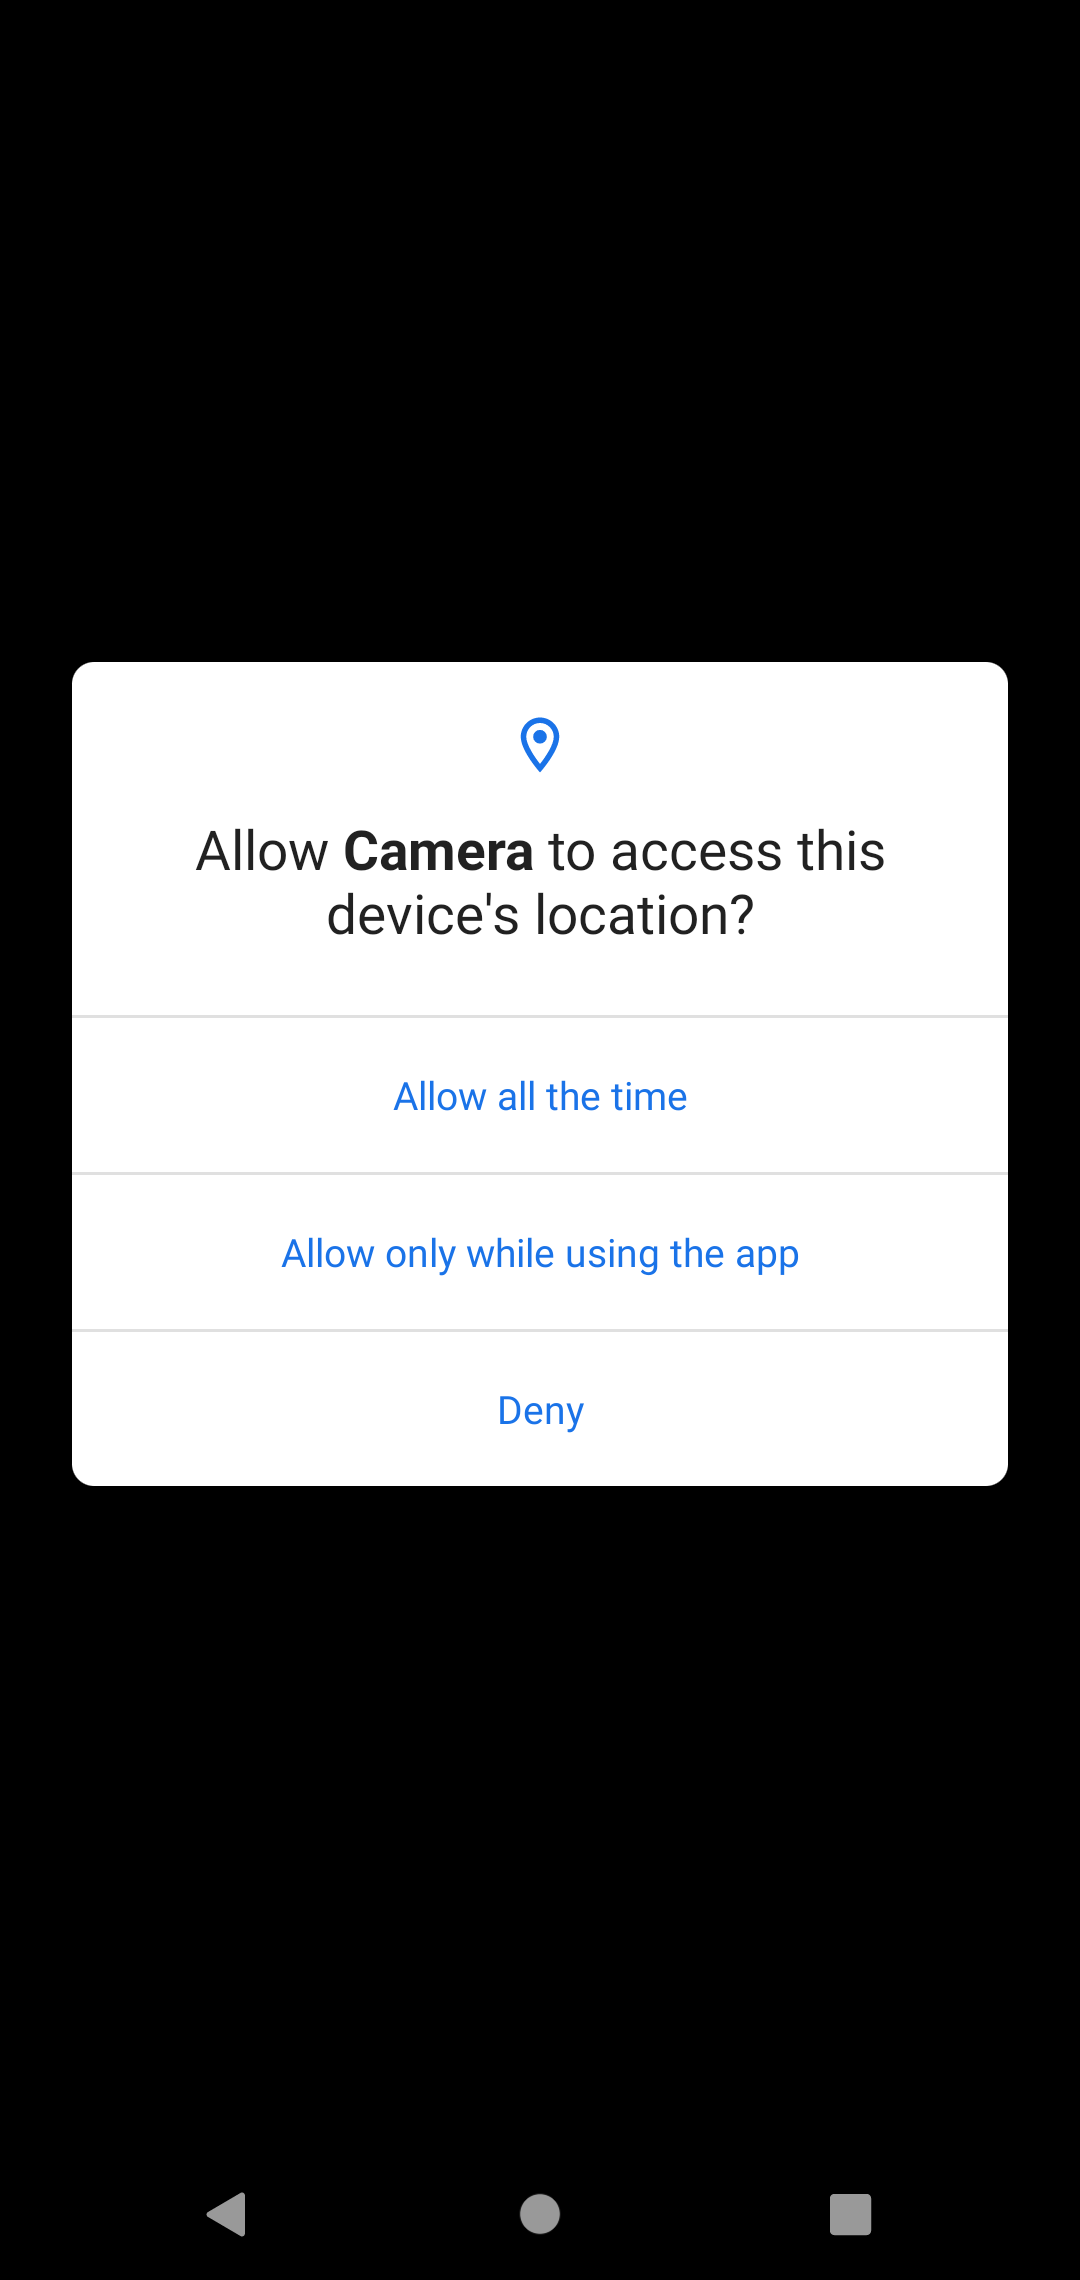 Allow Camera to access this
device's location?
Allow all the time
Allow only while using the app
Deny